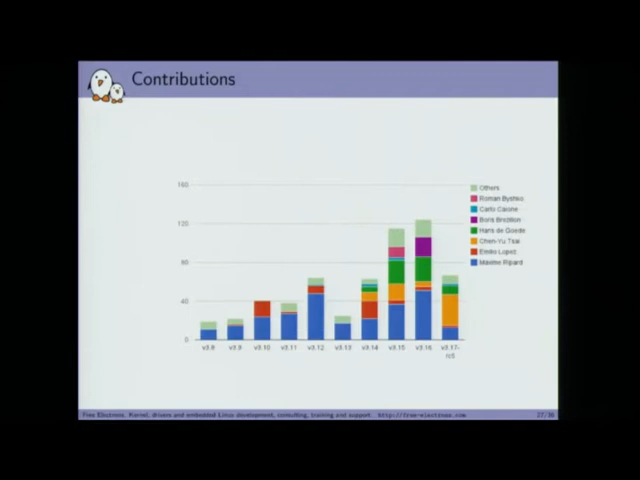 Contributions
160
120
80
40
0
v3.8
v3.9
v3.10
v3.11
v3.12
v3.13
v3.14
v3.15
v3.16
v3.17-
rc5
Others
Roman Byshko
Carlo Caione
Boris Brezillon
Hans de Goede
Chen-Yu Tsai
Emilio Lopez
Maxime Ripard
Free Electrons. Kernel, drivers and embedded Linux development, consulting, training and support. http://free-electrons.com
27/36